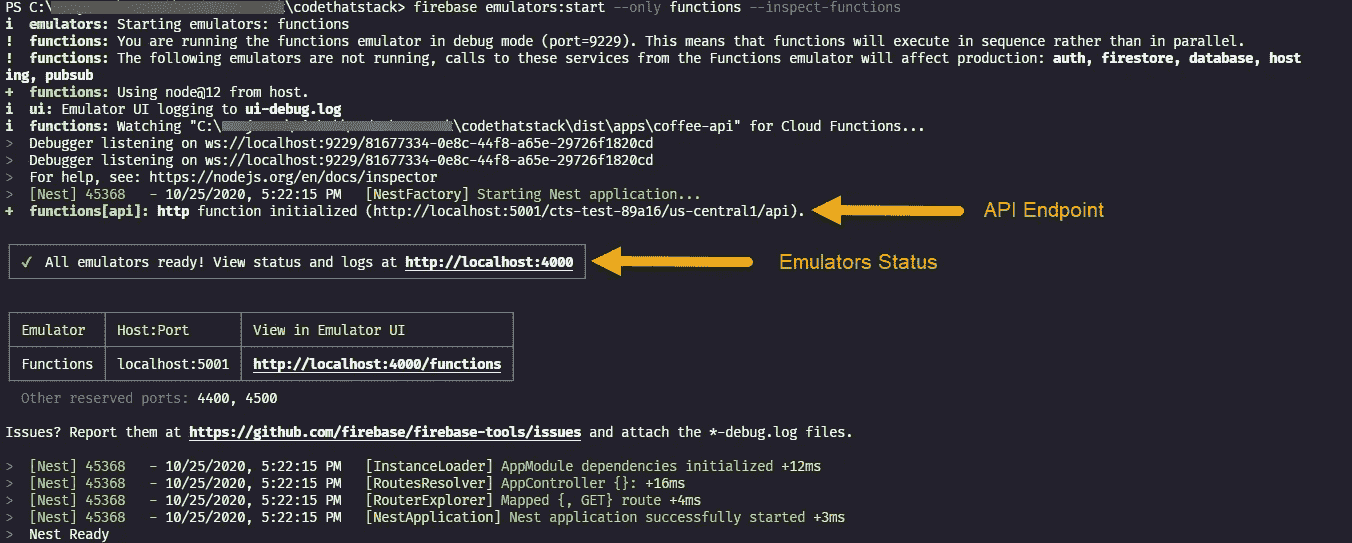 PS C:\ \codethatstack> firebase emulators:start --only functions --inspect-functions
i  emulators: Starting emulators: functions
!  functions: You are running the functions emulator in debug mode (port=9229). This means that functions will execute in sequence rather than in parallel.
!  functions: The following emulators are not running, calls to these services from the Functions emulator will affect production: auth, firestore, database, host
ing, pubsub
+  functions: Using node@12 from host.
i  ui: Emulator UI logging to ui-debug.log
i  functions: Watching "C:\ \codethatstack\dist\apps\coffee-api" for Cloud Functions...
>  Debugger listening on ws://localhost:9229/81677334-0e8c-44f8-a65e-29726f1820cd
>  Debugger listening on ws://localhost:9229/81677334-0e8c-44f8-a65e-29726f1820cd
>  For help, see: https://nodejs.org/en/docs/inspector
>  [Nest] 45368   - 10/25/2020, 5:22:15 PM   [NestFactory] Starting Nest application...
+  functions[api]: http function initialized (http://localhost:5001/cts-test-89a16/us-central1/api). API Endpoint
✓  All emulators ready! View status and logs at http://localhost:4000 Emulators Status
Emulator Host:Port View in Emulator UI
Functions localhost:5001 http://localhost:4000/functions
Other reserved ports: 4400, 4500
Issues? Report them at https://github.com/firebase/firebase-tools/issues and attach the *-debug.log files.
>  [Nest] 45368   - 10/25/2020, 5:22:15 PM   [InstanceLoader] AppModule dependencies initialized +12ms
>  [Nest] 45368   - 10/25/2020, 5:22:15 PM   [RoutesResolver] AppController {}: +16ms
>  [Nest] 45368   - 10/25/2020, 5:22:15 PM   [RouterExplorer] Mapped {, GET} route +4ms
>  [Nest] 45368   - 10/25/2020, 5:22:15 PM   [NestApplication] Nest application successfully started +3ms
>  Nest Ready